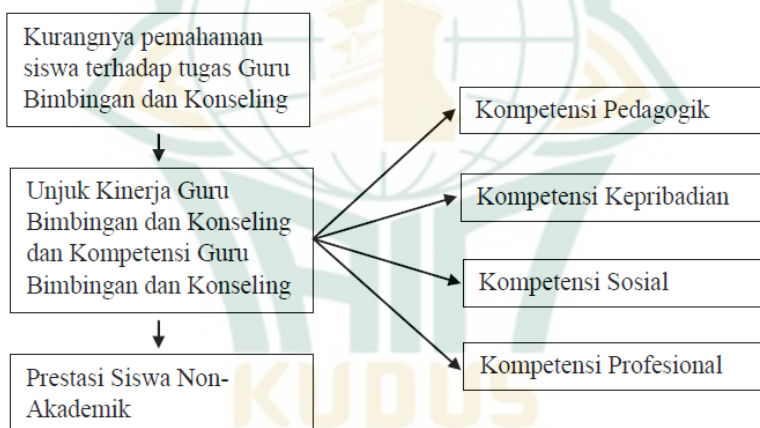 Kurangnya pemahaman
siswa terhadap tugas Guru
Bimbingan dan Konseling
Unjuk Kinerja Guru
Bimbingan dan Konseling
dan Kompetensi Guru
Bimbingan dan Konseling
Prestasi Siswa Non-
Akademik
Kompetensi Pedagogik
Kompetensi Kepribadian
Kompetensi Sosial
Kompetensi Profesional
KUDUS